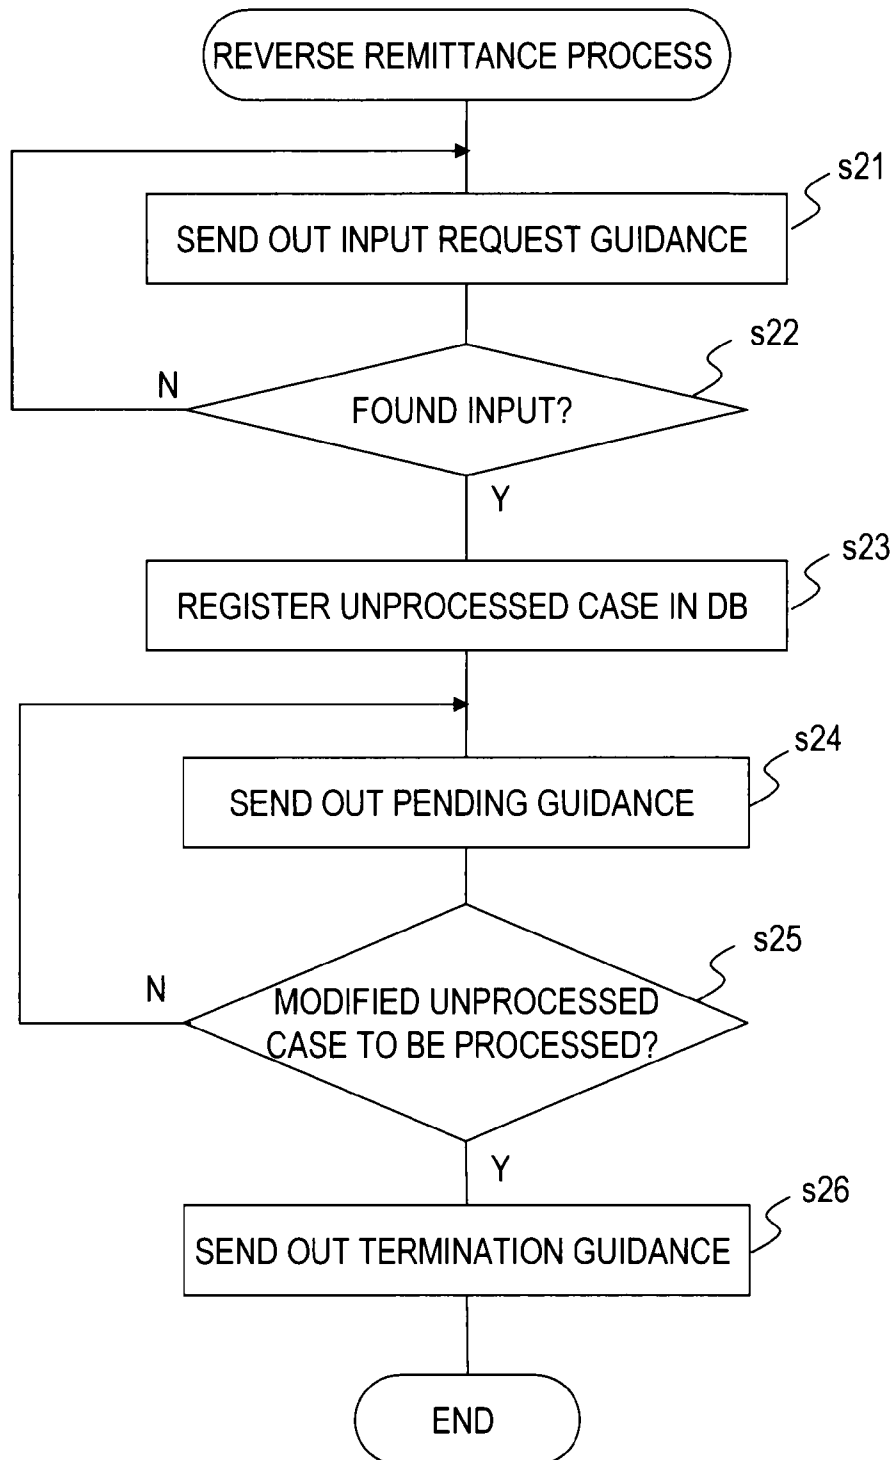 REVERSE REMITTANCE PROCESS
s21
SEND OUT INPUT REQUEST GUIDANCE
s22
N
FOUND INPUT?
Y
s23
REGISTER UNPROCESSED CASE IN DB
s24
SEND OUT PENDING GUIDANCE
s25
N
MODIFIED UNPROCESSED
CASE TO BE PROCESSED?
Y
s26
SEND OUT TERMINATION GUIDANCE
END